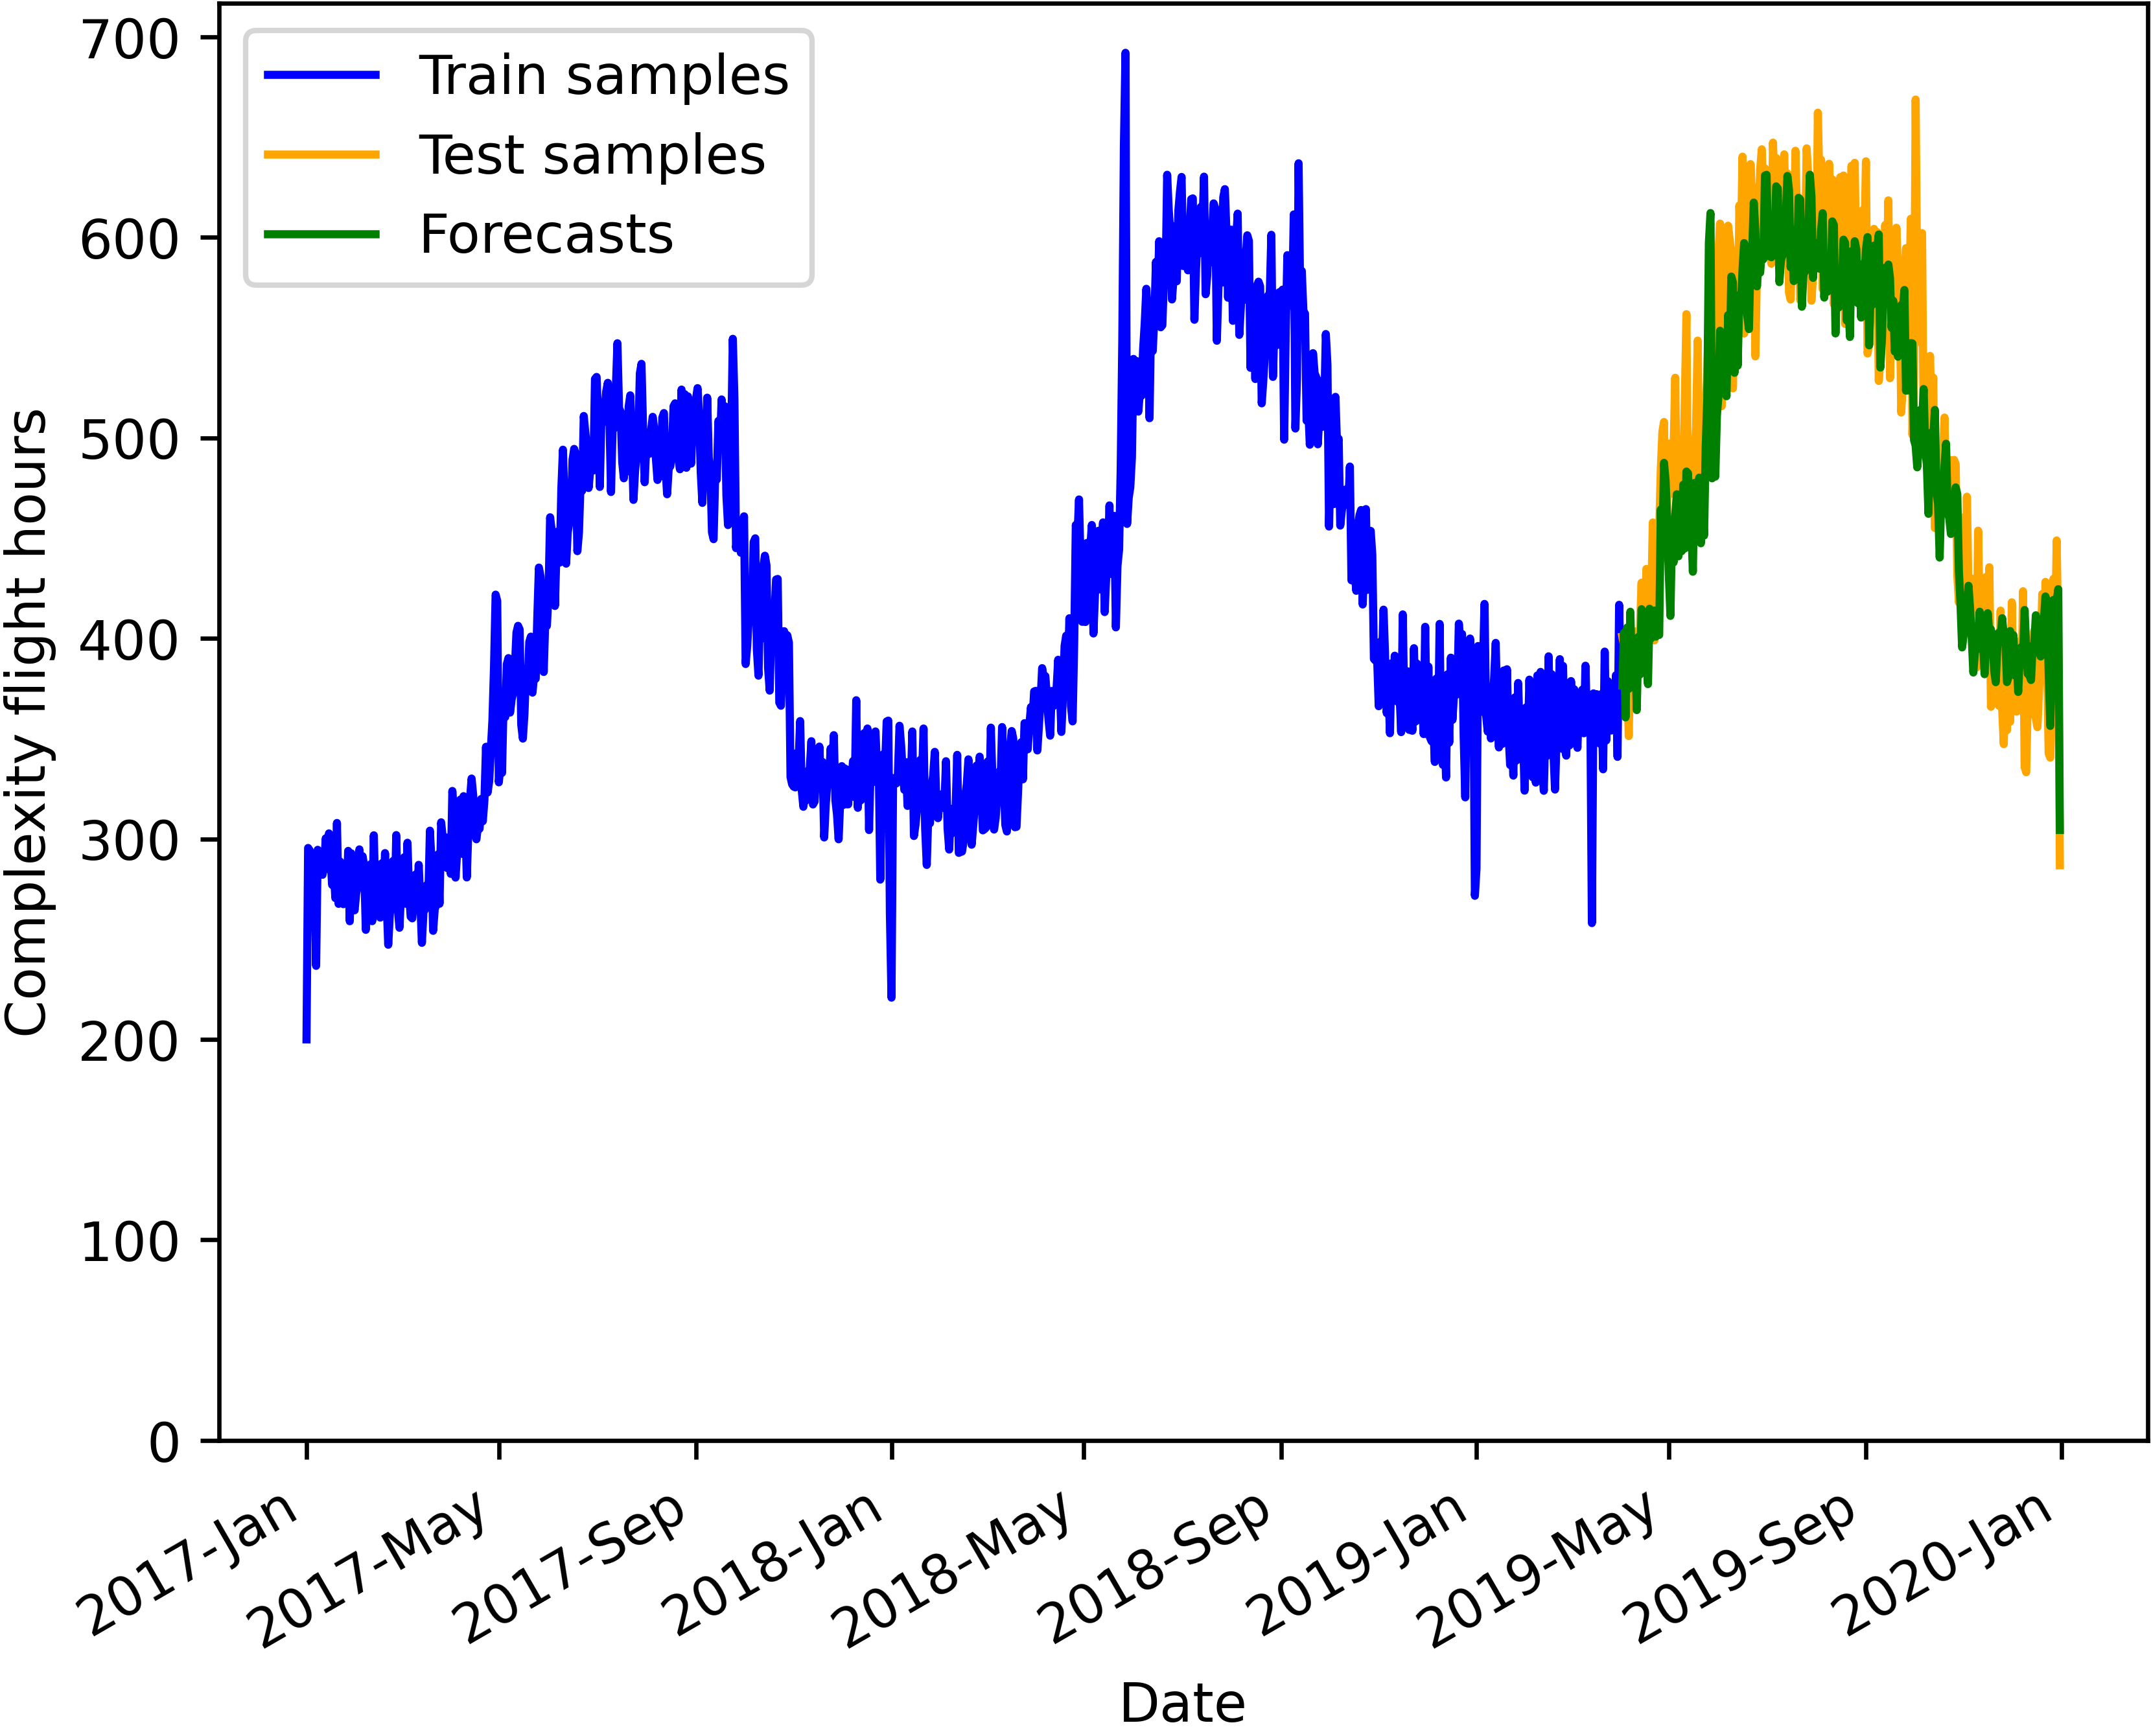 Train samples
Test samples
Forecasts
Complexity flight hours
700
600
500
400
300
200
100
0
2017-Jan
2017-May
2017-Sep
2018-Jan
2018-May
2018-Sep
2019-Jan
2019-May
2019-Sep
2020-Jan
Date